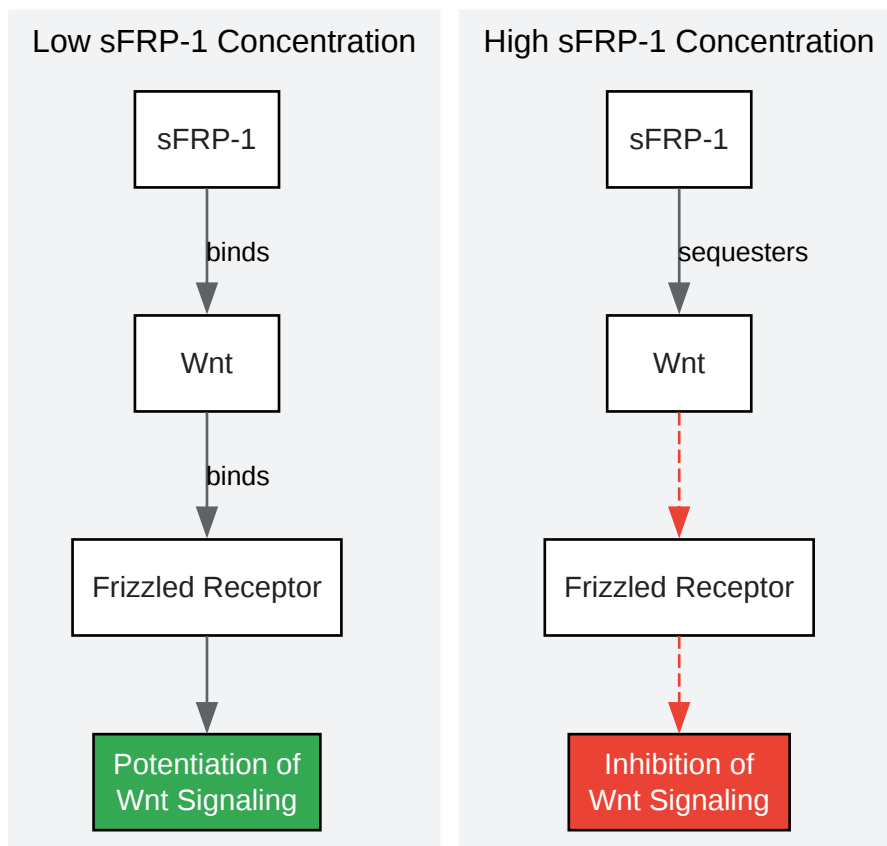 Low sFRP-1 Concentration
sFRP-1
binds
Wnt
binds
Frizzled Receptor
Potentiation of
Wnt Signaling
High sFRP-1 Concentration
sFRP-1
sequesters
Wnt
Frizzled Receptor
Inhibition of
Wnt Signaling